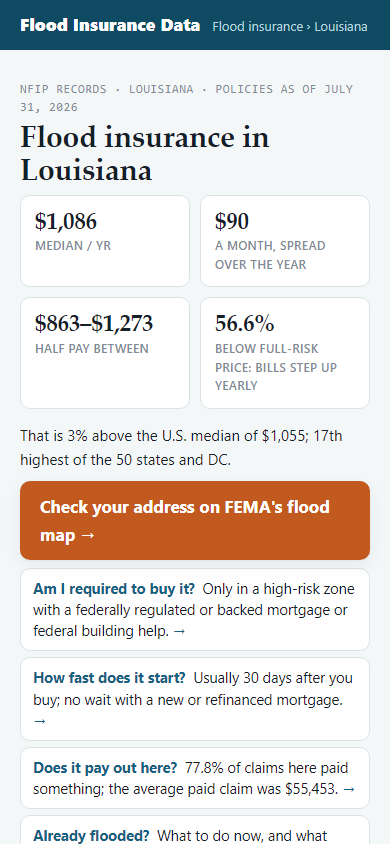 Flood Insurance Data Flood insurance › Louisiana
NFIP RECORDS · LOUISIANA · POLICIES AS OF JULY
31, 2026
Flood insurance in
Louisiana
$1,086
MEDIAN / YR
$90
A MONTH, SPREAD
OVER THE YEAR
$863–$1,273
HALF PAY BETWEEN
56.6%
BELOW FULL-RISK
PRICE: BILLS STEP UP
YEARLY
That is 3% above the U.S. median of $1,055; 17th
highest of the 50 states and DC.
Check your address on FEMA's flood
map →
Am I required to buy it? Only in a high-risk zone
with a federally regulated or backed mortgage or
federal building help. →
How fast does it start? Usually 30 days after you
buy; no wait with a new or refinanced mortgage.
→
Does it pay out here? 77.8% of claims here paid
something; the average paid claim was $55,453. →
Already flooded? What to do now, and what